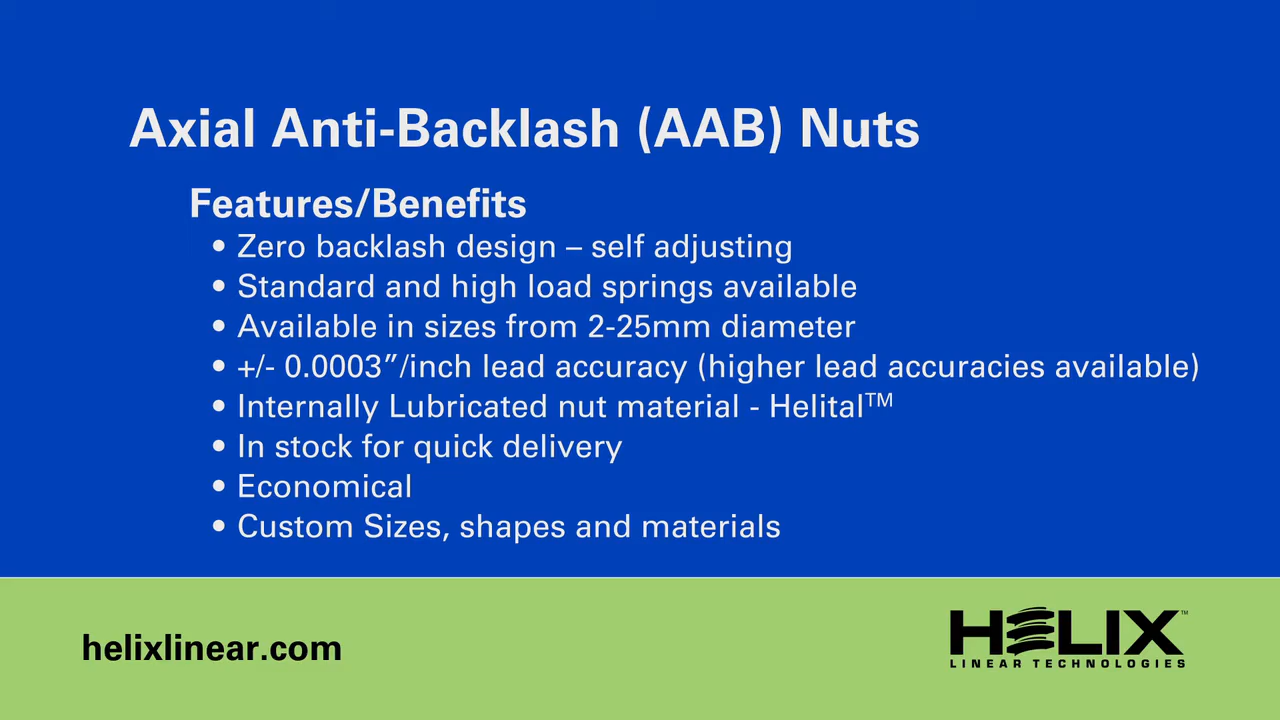 Axial Anti-Backlash (AAB) Nuts
Features/Benefits
• Zero backlash design – self adjusting
• Standard and high load springs available
• Available in sizes from 2-25mm diameter
• +/- 0.0003”/inch lead accuracy (higher lead accuracies available)
• Internally Lubricated nut material - Helital™
• In stock for quick delivery
• Economical
• Custom Sizes, shapes and materials
helixlinear.com
HELIX™
LINEAR TECHNOLOGIES